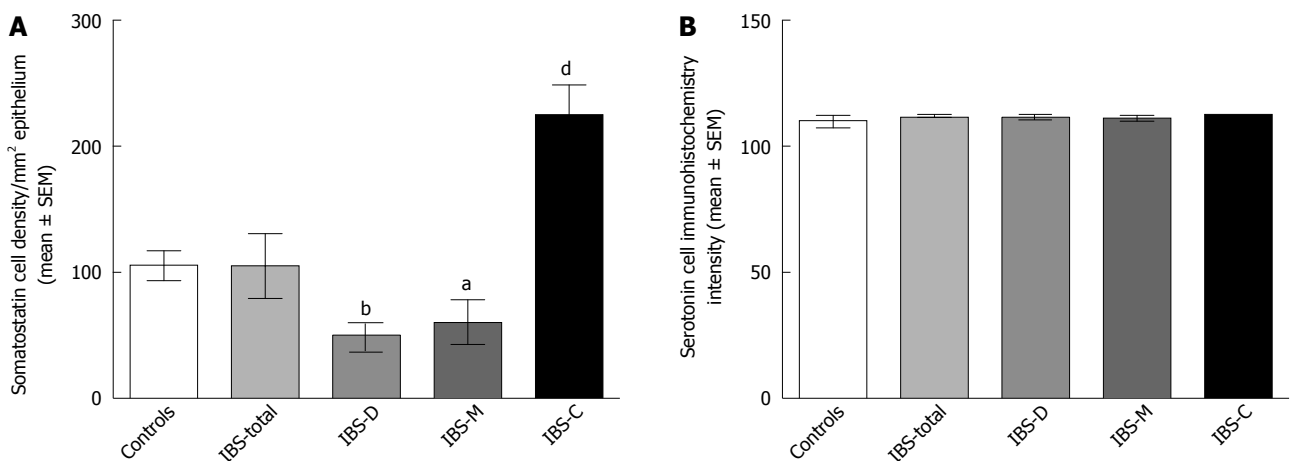 A
Somatostatin cell density/mm² epithelium
(mean ± SEM)
300
200
100
0
b
a
d
Controls
IBS-total
IBS-D
IBS-M
IBS-C
B
Serotonin cell immunohistochemistry
intensity (mean ± SEM)
150
100
50
0
Controls
IBS-total
IBS-D
IBS-M
IBS-C